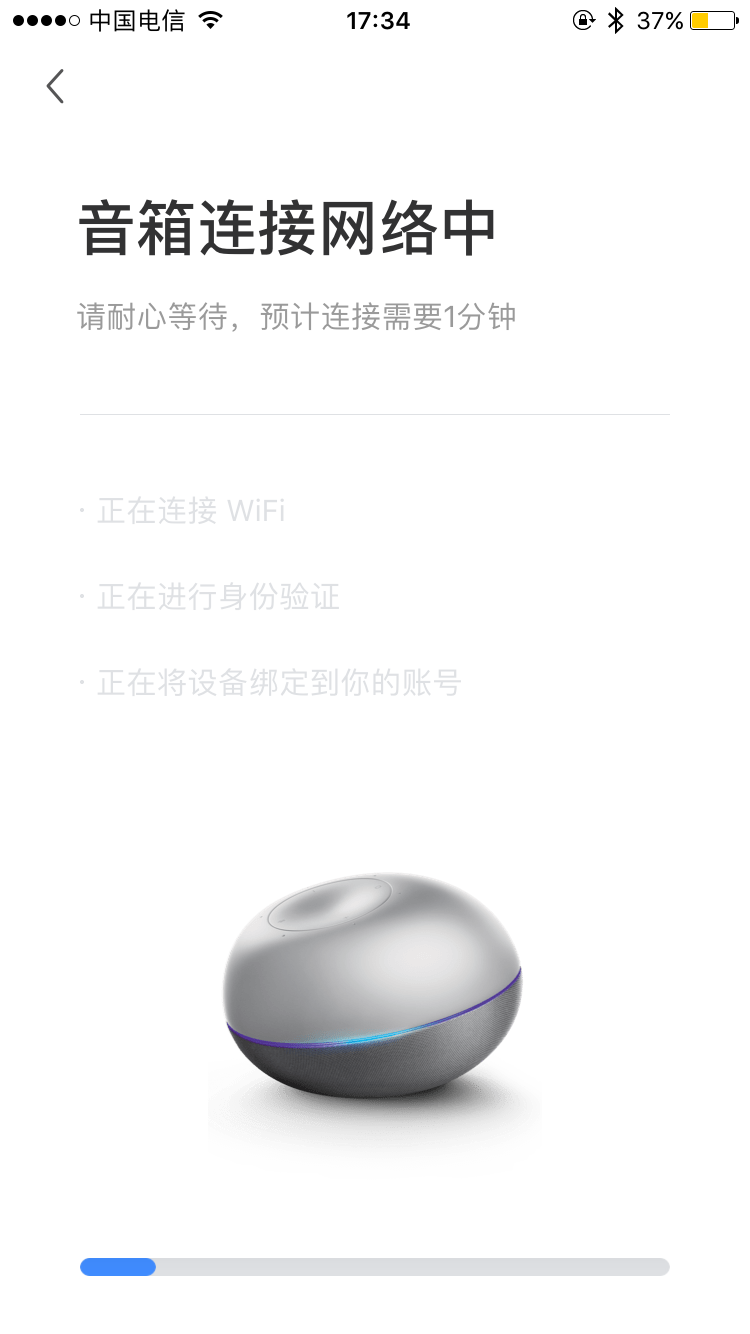 中国电信 17:34 37%
音箱连接网络中
请耐心等待，预计连接需要1分钟
· 正在连接 WiFi
· 正在进行身份验证
· 正在将设备绑定到你的账号